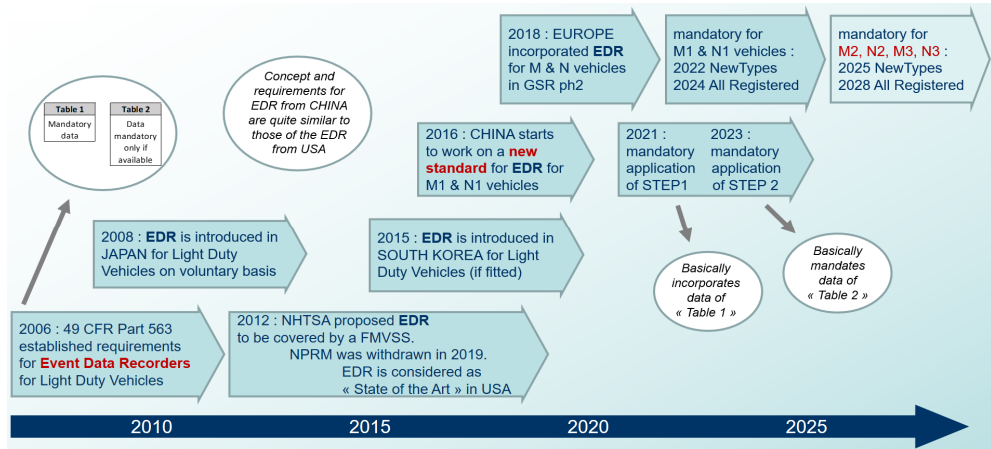 2018 : EUROPE
incorporated EDR
for M & N vehicles
in GSR ph2
mandatory for
M1 & N1 vehicles :
2022 NewTypes
2024 All Registered
mandatory for
M2, N2, M3, N3 :
2025 NewTypes
2028 All Registered
Table 1
Mandatory
data
Table 2
Data
mandatory
only if
available
Concept and
requirements for
EDR from CHINA
are quite similar to
those of the EDR
from USA
2016 : CHINA starts
to work on a new
standard for EDR for
M1 & N1 vehicles
2021 :
mandatory
application
of STEP1
2023 :
mandatory
application
of STEP 2
2008 : EDR is introduced in
JAPAN for Light Duty
Vehicles on voluntary basis
2015 : EDR is introduced in
SOUTH KOREA for Light
Duty Vehicles (if fitted)
Basically
incorporates
data of
« Table 1 »
Basically
mandates
data of
« Table 2 »
2006 : 49 CFR Part 563
established requirements
for Event Data Recorders
for Light Duty Vehicles
2012 : NHTSA proposed EDR
to be covered by a FMVSS.
NPRM was withdrawn in 2019.
EDR is considered as
« State of the Art » in USA
2010
2015
2020
2025